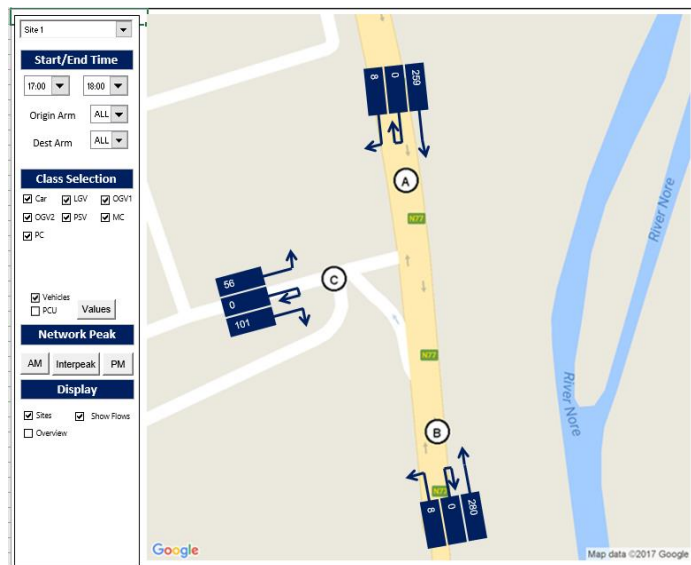 Site 1
Start/End Time
17:00 18:00
Origin Arm ALL
Dest Arm ALL
Class Selection
Car LGV OGV1
OGV2 PSV MC
PC
Vehicles
PCU Values
Network Peak
AM Interpeak PM
Display
Sites Show Flows
Overview
8 0 259
A
N77
56
0
101
C
N77
B
N77
8 0 280
River Nore
River Nore
River Nore
Google
Map data ©2017 Google